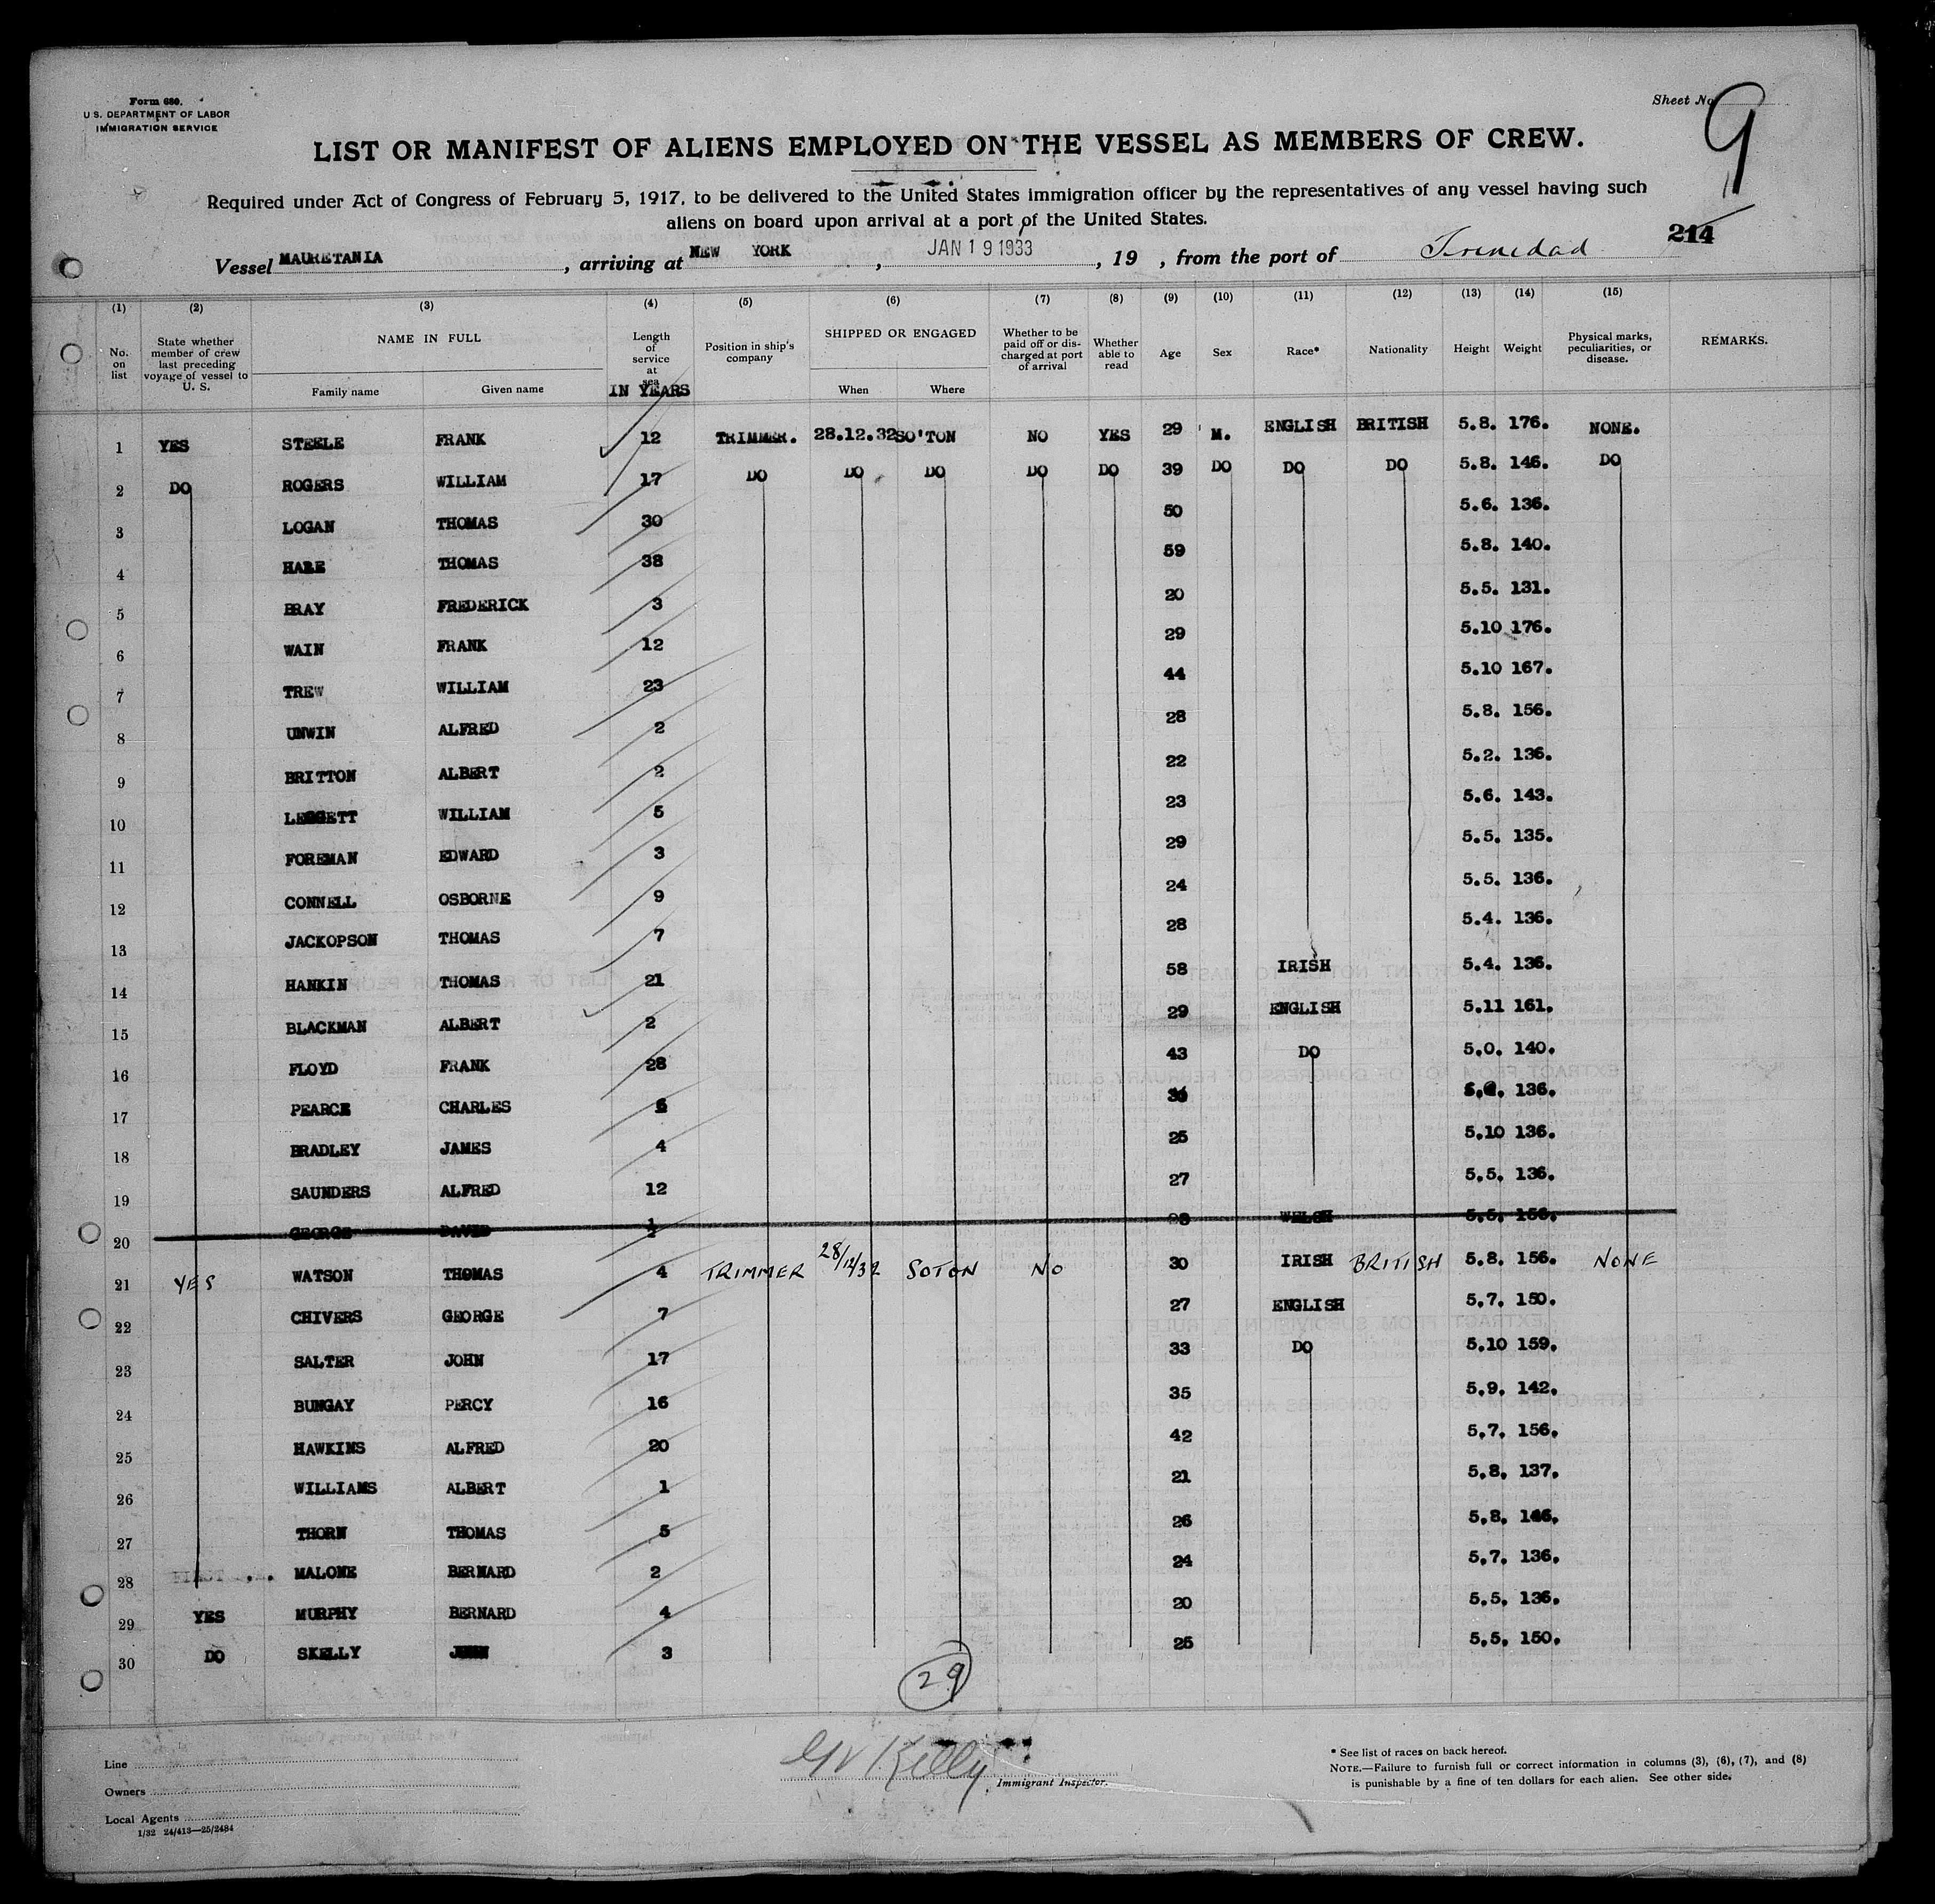 Form 680.
U. S. DEPARTMENT OF LABOR
IMMIGRATION SERVICE
Sheet No. 9
LIST OR MANIFEST OF ALIENS EMPLOYED ON THE VESSEL AS MEMBERS OF CREW.
Required under Act of Congress of February 5, 1917, to be delivered to the United States immigration officer by the representatives of any vessel having such
aliens on board upon arrival at a port of the United States.
214
Vessel MAURETANIA, arriving at NEW YORK, JAN 19 1933, 19 , from the port of Trinidad
(1) (2) (3) (4) (5) (6) (7) (8) (9) (10) (11) (12) (13) (14) (15)
No. on list
State whether member of crew last preceding voyage of vessel to U. S.
NAME IN FULL
Family name Given name
Length of service at sea
IN YEARS
Position in ship's company
SHIPPED OR ENGAGED
When Where
Whether to be paid off or discharged at port of arrival
Whether able to read
Age Sex Race* Nationality Height Weight
Physical marks, peculiarities, or disease.
REMARKS.
1 YES STEELE FRANK 12 TRIMMER. 28.12.32 SO'TON NO YES 29 M. ENGLISH BRITISH 5.8. 176. NONE.
2 DO ROGERS WILLIAM 17 DO DO DO DO DO 39 DO DO DO 5.8. 146. DO
3 LOGAN THOMAS 30 50 5.6. 136.
4 HARE THOMAS 38 59 5.8. 140.
5 BRAY FREDERICK 3 20 5.5. 131.
6 WAIN FRANK 12 29 5.10 176.
7 TREW WILLIAM 23 44 5.10 167.
8 UNWIN ALFRED 2 28 5.8. 156.
9 BRITTON ALBERT 2 22 5.2. 136.
10 LEGGETT WILLIAM 5 23 5.6. 143.
11 FOREMAN EDWARD 3 29 5.5. 135.
12 CONNELL OSBORNE 9 24 5.5. 136.
13 JACKOPSON THOMAS 7 28 5.4. 136.
14 HANKIN THOMAS 21 58 IRISH 5.4. 136.
15 BLACKMAN ALBERT 2 29 ENGLISH 5.11 161.
16 FLOYD FRANK 28 43 DO 5.0. 140.
17 PEARCE CHARLES 136.
18 BRADLEY JAMES 4 25 5.10 136.
19 SAUNDERS ALFRED 12 27 5.5. 136.
20 GEORGE DAVID WELSH 5.5. 156.
21 YES WATSON THOMAS 4 TRIMMER 28/12/32 SOTON NO 30 IRISH BRITISH 5.8. 156. NONE
22 CHIVERS GEORGE 7 27 ENGLISH 5.7. 150.
23 SALTER JOHN 17 33 DO 5.10 159.
24 BUNGAY PERCY 16 35 5.9. 142.
25 HAWKINS ALFRED 20 42 5.7. 156.
26 WILLIAMS ALBERT 1 21 5.8. 137.
27 THORN THOMAS 5 26 5.8. 146.
28 MALONE BERNARD 2 24 5.7. 136.
29 YES MURPHY BERNARD 4 20 5.5. 136.
30 DO SKELLY 3 25 5.5. 150.
29
Kelly
Immigrant Inspector.
Line
Owners
Local Agents
1/32 24/413—25/2484
* See list of races on back hereof.
NOTE.—Failure to furnish full or correct information in columns (3), (6), (7), and (8)
is punishable by a fine of ten dollars for each alien. See other side.